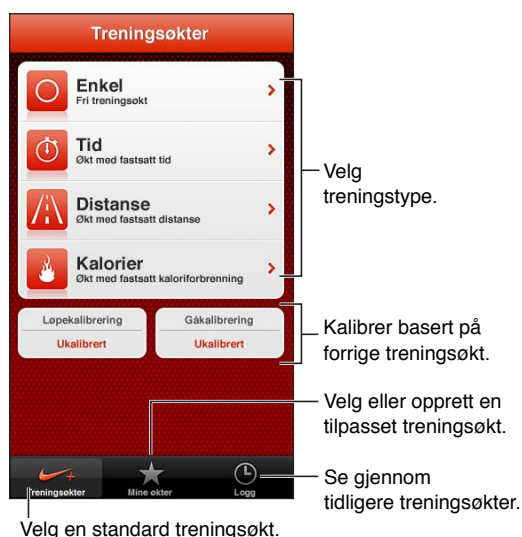 Treningsøkter
Enkel
Fri treningsøkt
Tid
Økt med fastsatt tid
Distanse
Økt med fastsatt distanse
Kalorier
Økt med fastsatt kaloriforbrenning
Velg
treningstype.
Løpekalibrering
Ukalibrert
Gåkalibrering
Ukalibrert
Kalibrer basert på
forrige treningsøkt.
Velg eller opprett en
tilpasset treningsøkt.
Treningsøkter
Mine økter
Logg
Se gjennom
tidligere treningsøkter.
Velg en standard treningsøkt.